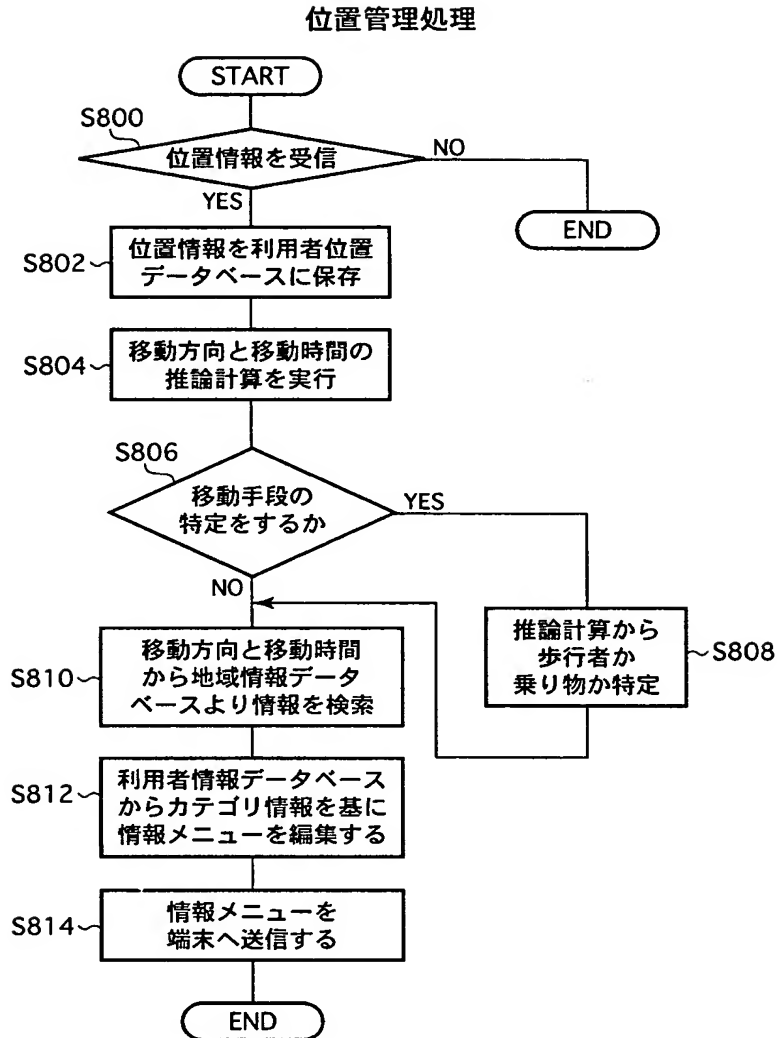 位置管理処理
START
S800
位置情報を受信
NO
YES
END
S802
位置情報を利用者位置
データベースに保存
S804
移動方向と移動時間の
推論計算を実行
S806
移動手段の
特定をするか
YES
NO
推論計算から
歩行者か
乗り物か特定
S808
S810
移動方向と移動時間
から地域情報データ
ベースより情報を検索
S812
利用者情報データベース
からカテゴリ情報を基に
情報メニューを編集する
S814
情報メニューを
端末へ送信する
END